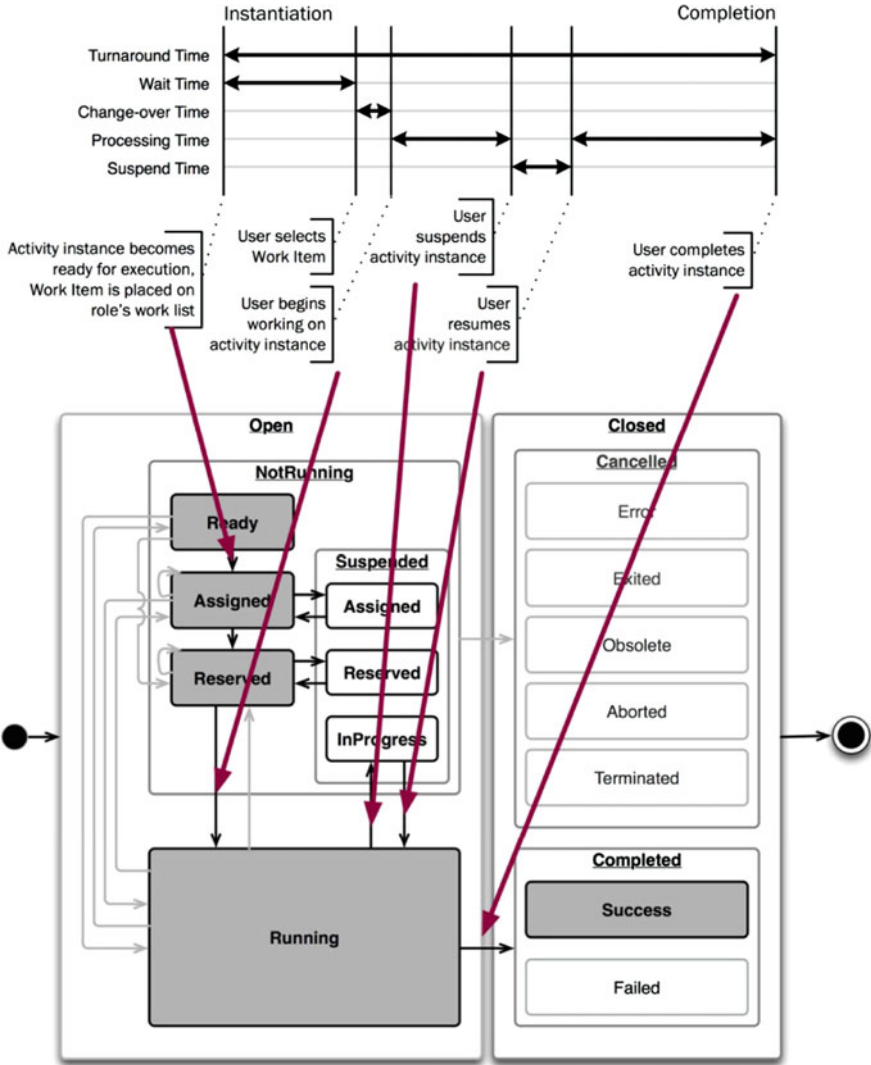 Instantiation
Completion
Turnaround Time
Wait Time
Change-over Time
Processing Time
Suspend Time
Activity instance becomes
ready for execution,
Work Item is placed on
role's work list
User selects
Work Item
User begins
working on
activity instance
User
suspends
activity instance
User
resumes
activity instance
User completes
activity instance
Open
NotRunning
Ready
Assigned
Reserved
Suspended
Assigned
Reserved
InProgress
Running
Closed
Cancelled
Error
Exited
Obsolete
Aborted
Terminated
Completed
Success
Failed